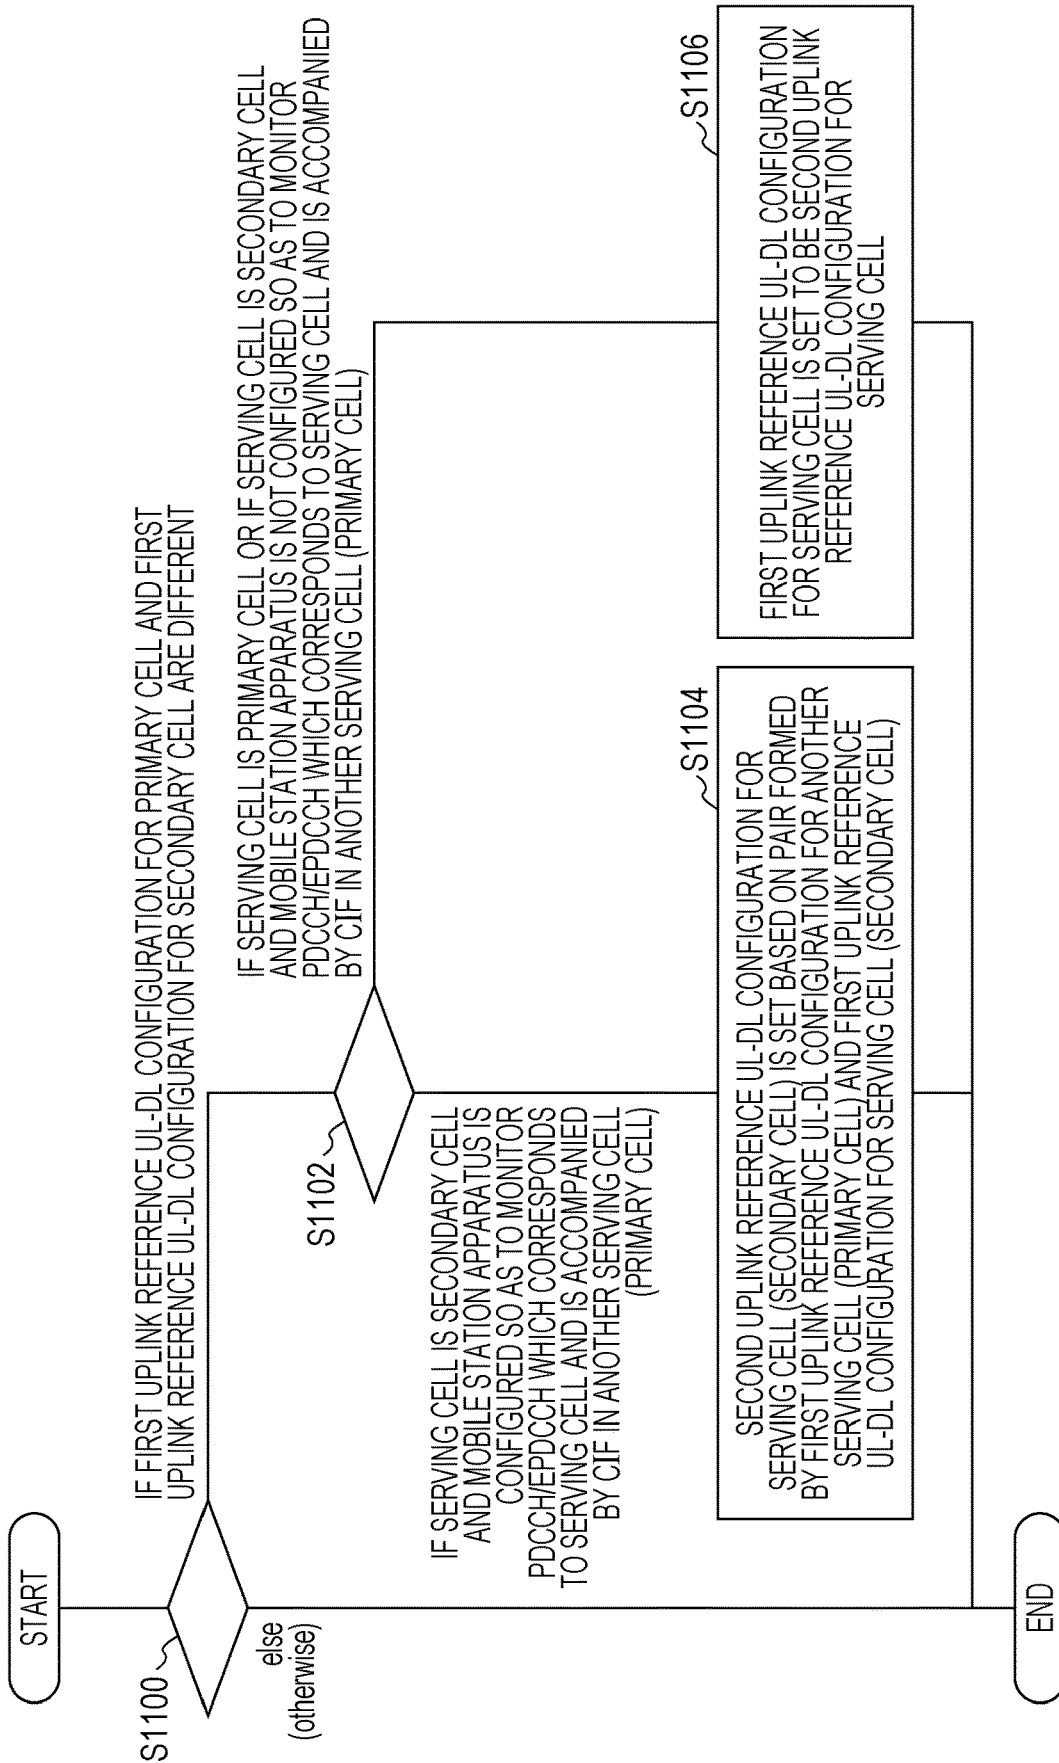 START
S1100
IF FIRST UPLINK REFERENCE UL-DL CONFIGURATION FOR PRIMARY CELL AND FIRST
UPLINK REFERENCE UL-DL CONFIGURATION FOR SECONDARY CELL ARE DIFFERENT
else
(otherwise)
S1102
IF SERVING CELL IS PRIMARY CELL OR IF SERVING CELL IS SECONDARY CELL
AND MOBILE STATION APPARATUS IS NOT CONFIGURED SO AS TO MONITOR
PDCCH/EPDCCH WHICH CORRESPONDS TO SERVING CELL AND IS ACCOMPANIED
BY CIF IN ANOTHER SERVING CELL (PRIMARY CELL)
IF SERVING CELL IS SECONDARY CELL
AND MOBILE STATION APPARATUS IS
CONFIGURED SO AS TO MONITOR
PDCCH/EPDCCH WHICH CORRESPONDS
TO SERVING CELL AND IS ACCOMPANIED
BY CIF IN ANOTHER SERVING CELL
(PRIMARY CELL)
S1104
SECOND UPLINK REFERENCE UL-DL CONFIGURATION FOR
SERVING CELL (SECONDARY CELL) IS SET BASED ON PAIR FORMED
BY FIRST UPLINK REFERENCE UL-DL CONFIGURATION FOR ANOTHER
SERVING CELL (PRIMARY CELL) AND FIRST UPLINK REFERENCE
UL-DL CONFIGURATION FOR SERVING CELL (SECONDARY CELL)
S1106
FIRST UPLINK REFERENCE UL-DL CONFIGURATION
FOR SERVING CELL IS SET TO BE SECOND UPLINK
REFERENCE UL-DL CONFIGURATION FOR
SERVING CELL
END